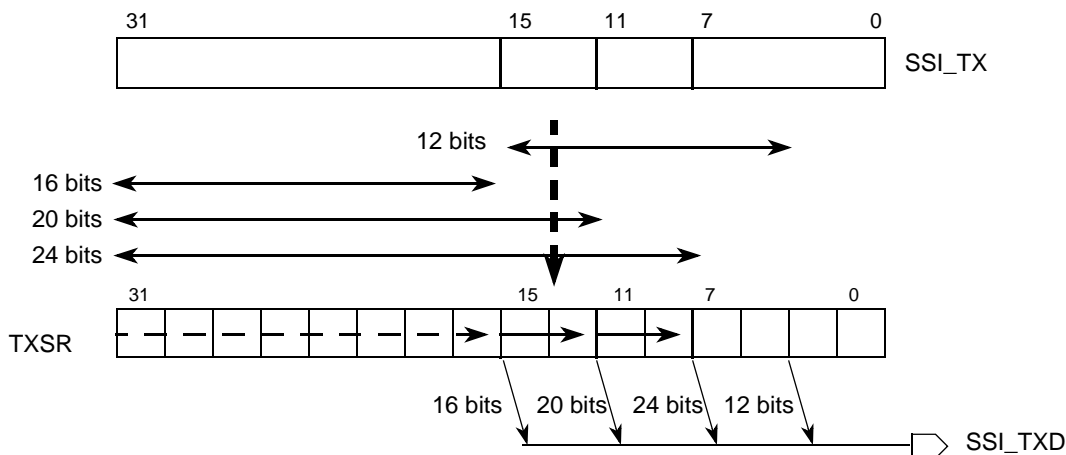 31 15 11 7 0
SSI_TX
12 bits
16 bits
20 bits
24 bits
31 15 11 7 0
TXSR
16 bits 20 bits 24 bits 12 bits
SSI_TXD